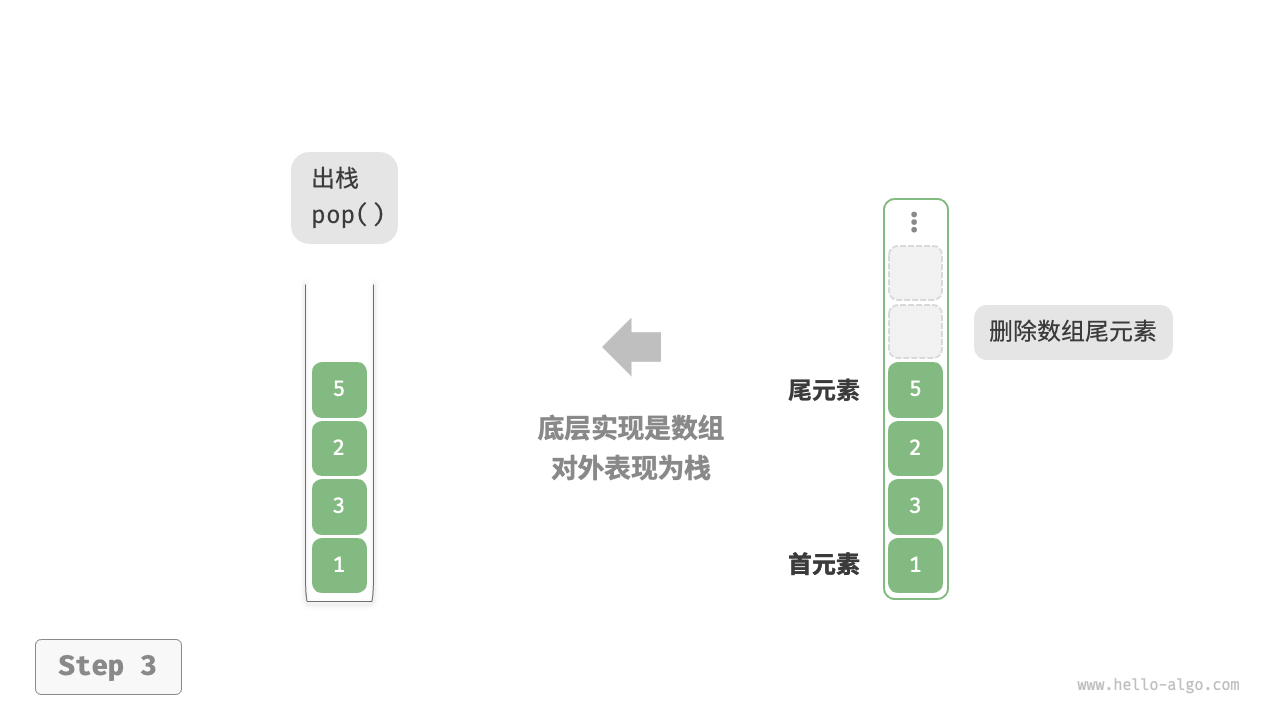 出栈
pop()
5
2
3
1
底层实现是数组
对外表现为栈
尾元素
首元素
5
2
3
1
删除数组尾元素
Step 3
www.hello-algo.com